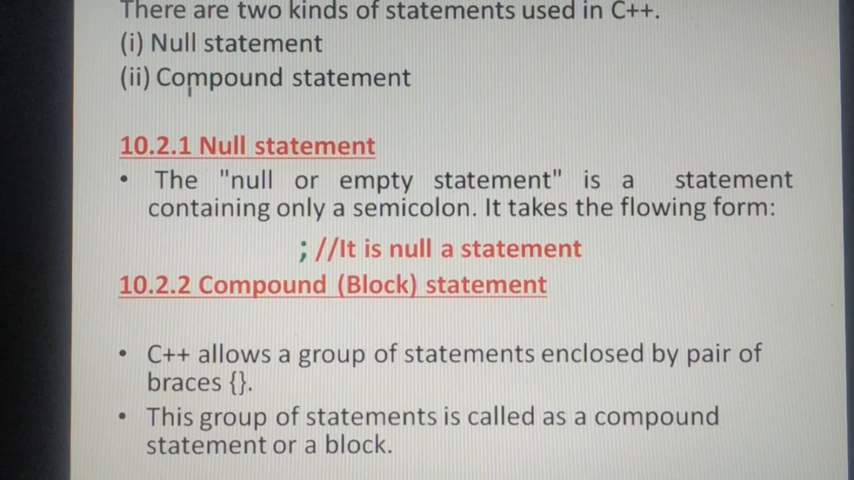 There are two kinds of statements used in C++.
(i) Null statement
(ii) Compound statement
10.2.1 Null statement
• The "null or empty statement" is a statement
containing only a semicolon. It takes the flowing form:
; //It is null a statement
10.2.2 Compound (Block) statement
• C++ allows a group of statements enclosed by pair of
braces {}.
• This group of statements is called as a compound
statement or a block.